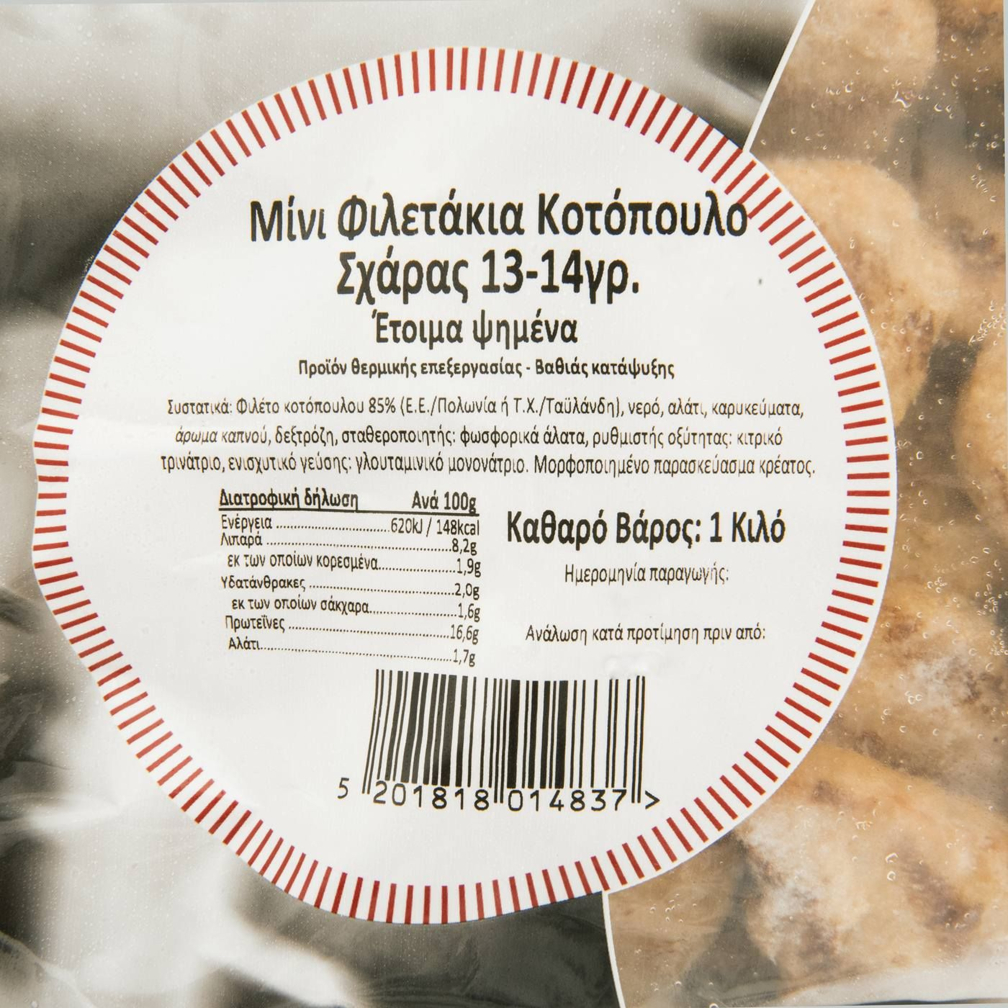 Μίνι Φιλετάκια Κοτόπουλο
Σχάρας 13-14γρ.
Έτοιμα ψημένα
Προϊόν θερμικής επεξεργασίας - Βαθιάς κατάψυξης
Συστατικά: Φιλέτο κοτόπουλου 85% (Ε.Ε./Πολωνία ή Τ.Χ./Ταϋλάνδη), νερό, αλάτι, καρυκεύματα,
άρωμα καπνού, δεξτρόζη, σταθεροποιητής: φωσφορικά άλατα, ρυθμιστής οξύτητας: κιτρικό
τρινάτριο, ενισχυτικό γεύσης: γλουταμινικό μονονάτριο. Μορφοποιημένο παρασκεύασμα κρέατος.
Διατροφική δήλωση Ανά 100g
Ενέργεια 620kJ / 148kcal
Λιπαρά 8,2g
εκ των οποίων κορεσμένα 1,9g
Υδατάνθρακες 2,0g
εκ των οποίων σάκχαρα 1,6g
Πρωτεΐνες 16,6g
Αλάτι 1,7g
Καθαρό Βάρος: 1 Κιλό
Ημερομηνία παραγωγής:
Ανάλωση κατά προτίμηση πριν από:
5 201818 014837 >